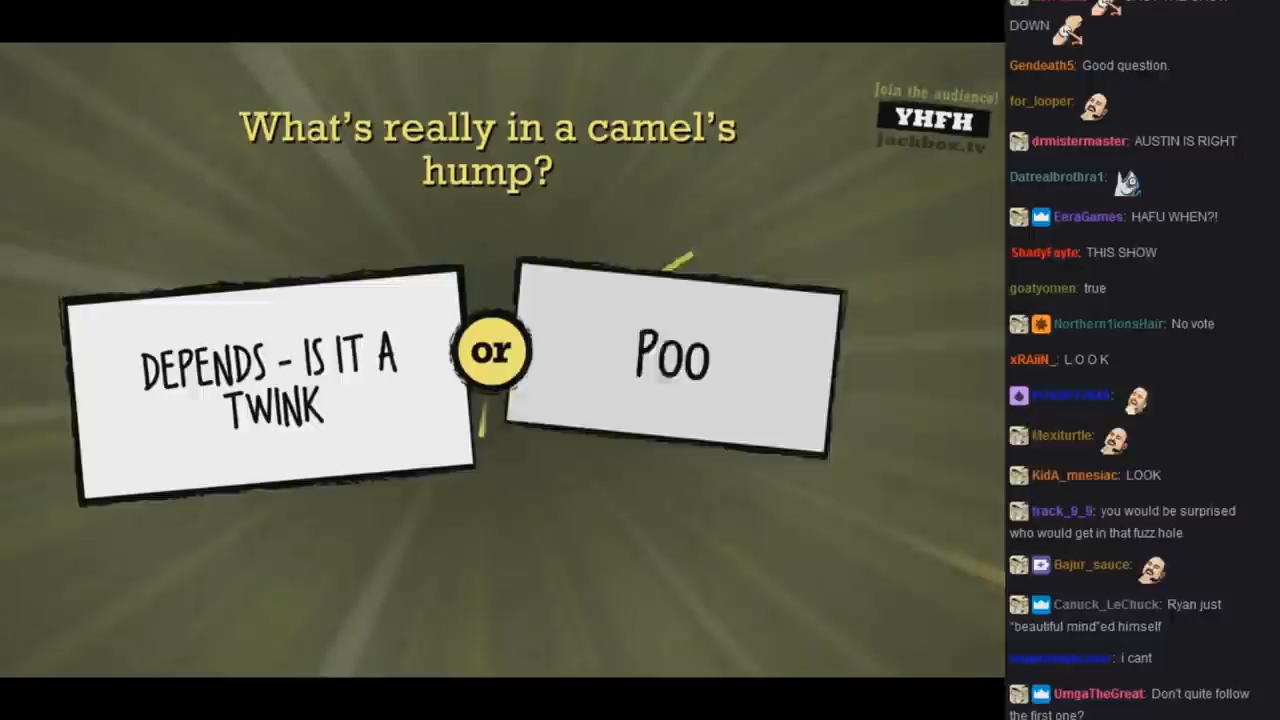 What's really in a camel's
hump?
Join the audience!
YHFH
jackbox.tv
DEPENDS - IS IT A
TWINK
or
POO
DOWN
Gendeath5: Good question.
for_looper:
drmistermaster: AUSTIN IS RIGHT
Datrealbrothra1:
EeraGames: HAFU WHEN?!
ShadyFoyte: THIS SHOW
goatyomen: true
Northern1ionsHair: No vote
xRAiiN_: L O O K
Mexiturtle:
KidA_mnesiac: LOOK
track_9_9: you would be surprised
who would get in that fuzz hole
Bajur_sauce:
Canuck_LeChuck: Ryan just
"beautiful mind"ed himself
: i cant
UmgaTheGreat: Don't quite follow
the first one?